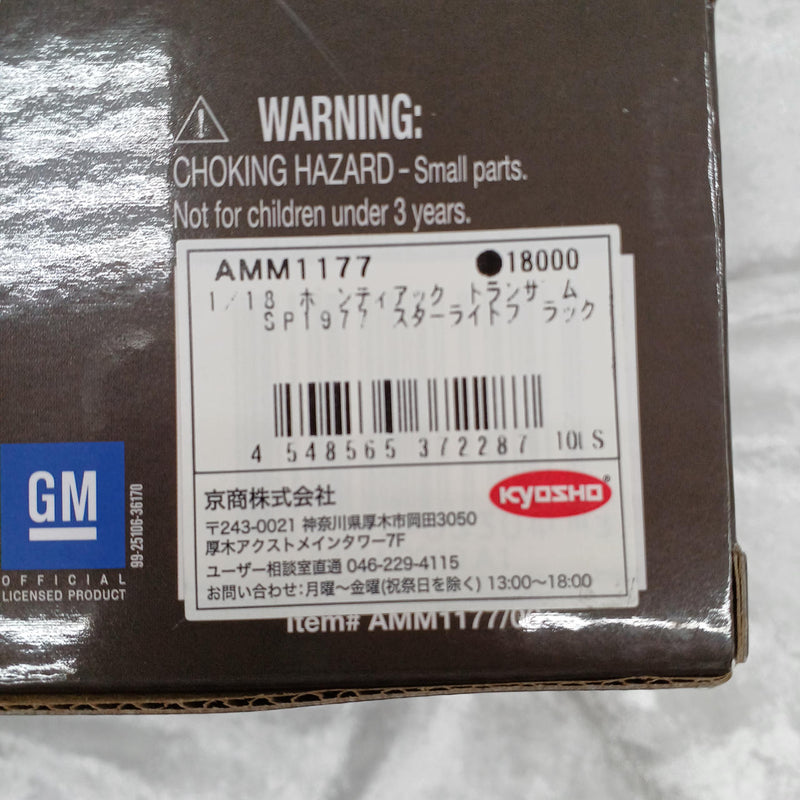 WARNING:
CHOKING HAZARD – Small parts.
Not for children under 3 years.
AMM1177 ●18000
1/18 ポンティアック トランザム
SP1977 スターライトブラック
4 548565 372287 10LS
京商株式会社
KYOSHO®
〒243-0021 神奈川県厚木市岡田3050
厚木アクストメインタワー7F
ユーザー相談室直通 046-229-4115
お問い合わせ:月曜〜金曜(祝祭日を除く) 13:00〜18:00
Item# AMM1177/0
GM
OFFICIAL
LICENSED PRODUCT
99-25106-36170